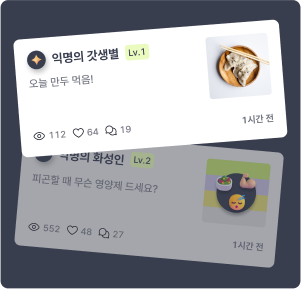 익명의 갓생별 Lv.1
오늘 만두 먹음!
112 64 19
1시간 전
익명의 화성인 Lv.2
피곤할 때 무슨 영양제 드세요?
552 48 27
1시간 전